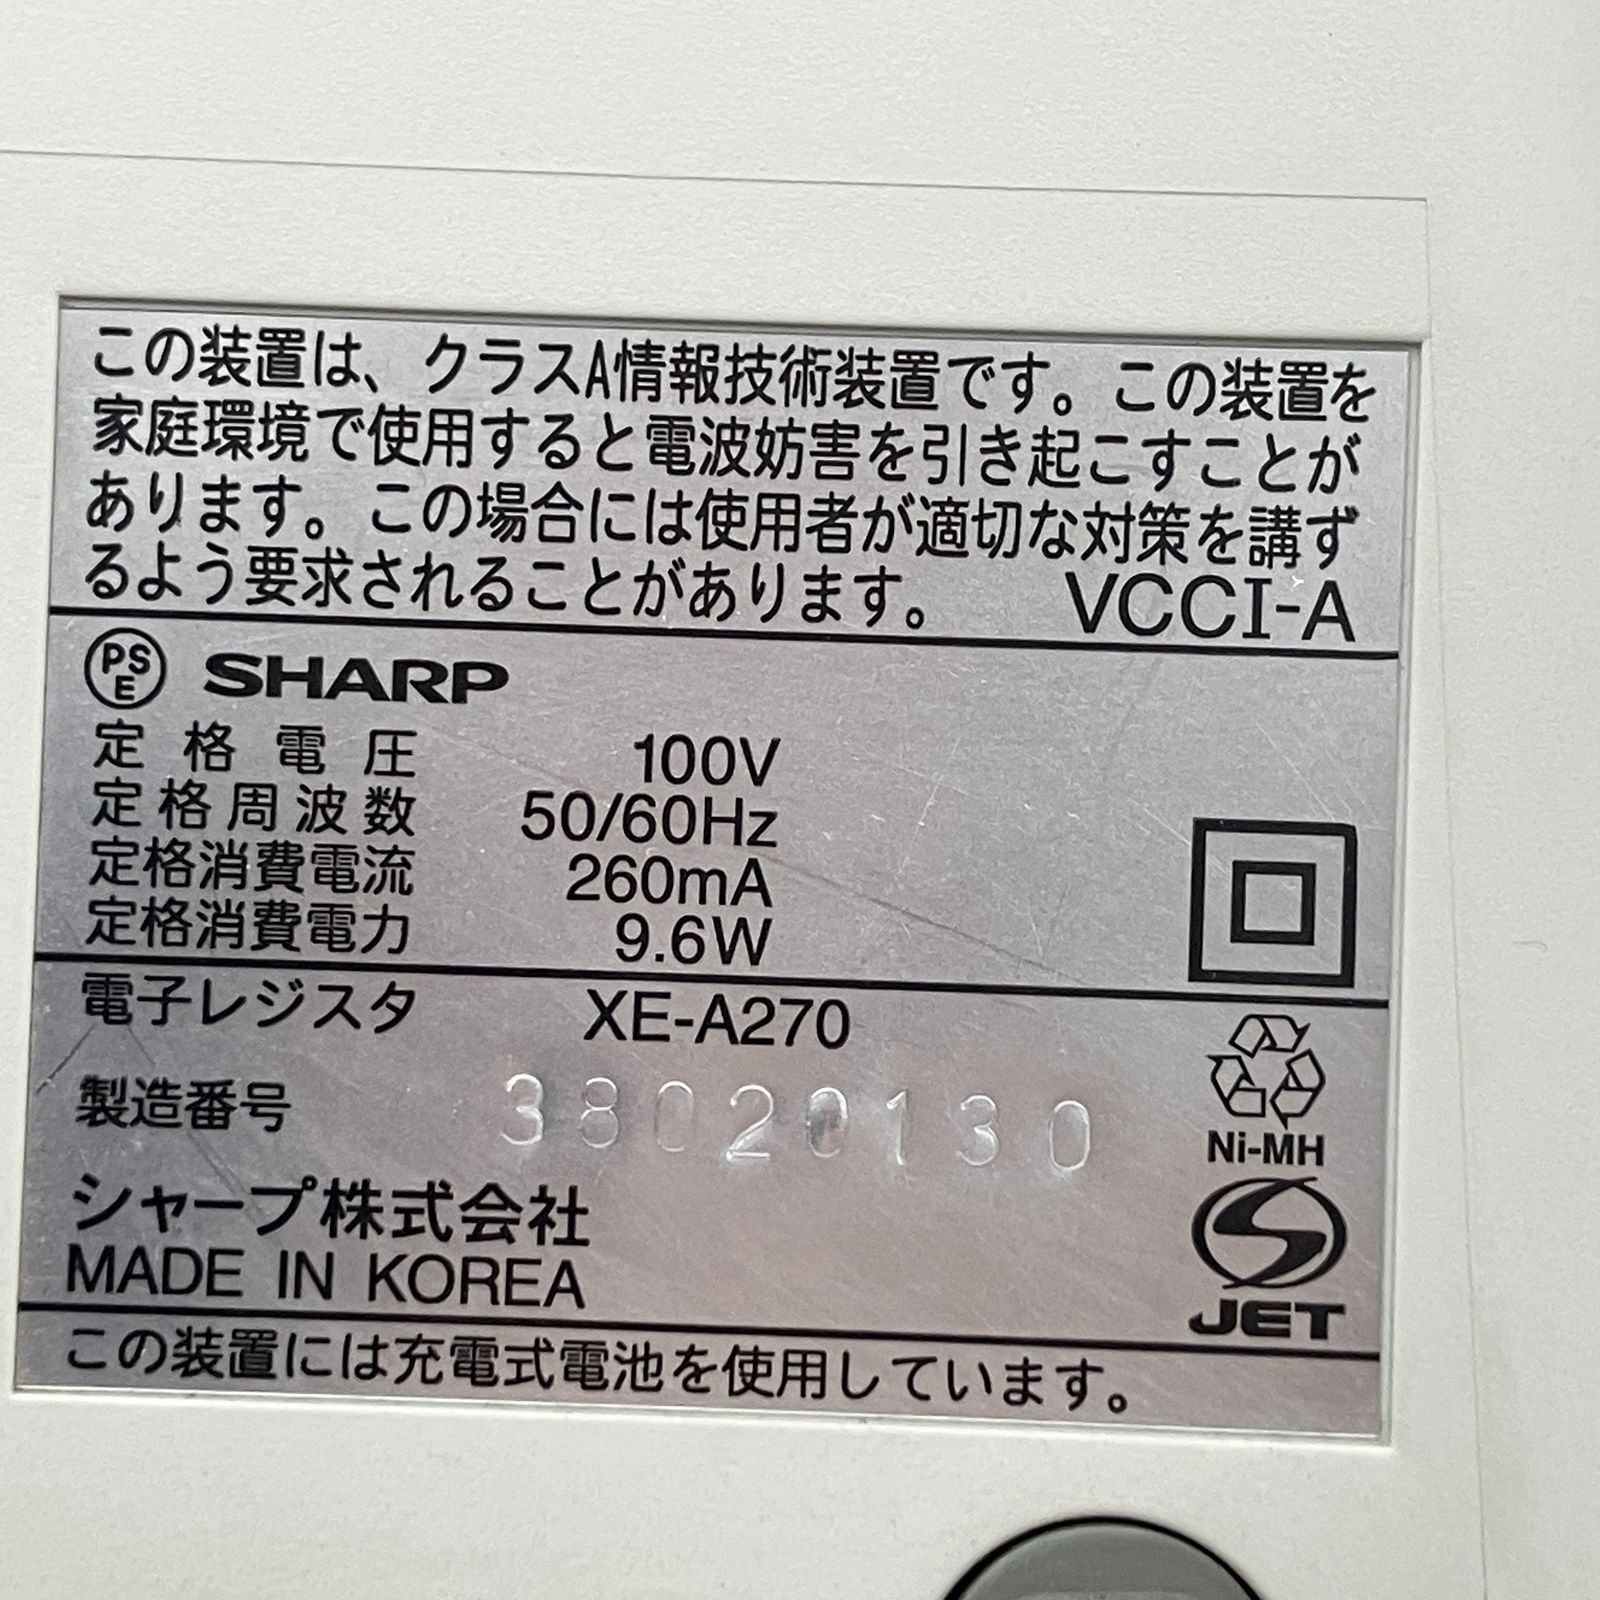 この装置は、クラスA情報技術装置です。この装置を
家庭環境で使用すると電波妨害を引き起こすことが
あります。この場合には使用者が適切な対策を講ず
るよう要求されることがあります。 VCCI-A
PS E SHARP
定格電圧 100V
定格周波数 50/60Hz
定格消費電流 260mA
定格消費電力 9.6W
電子レジスタ XE-A270
製造番号 38020130
Ni-MH
シャープ株式会社
MADE IN KOREA
JET
この装置には充電式電池を使用しています。